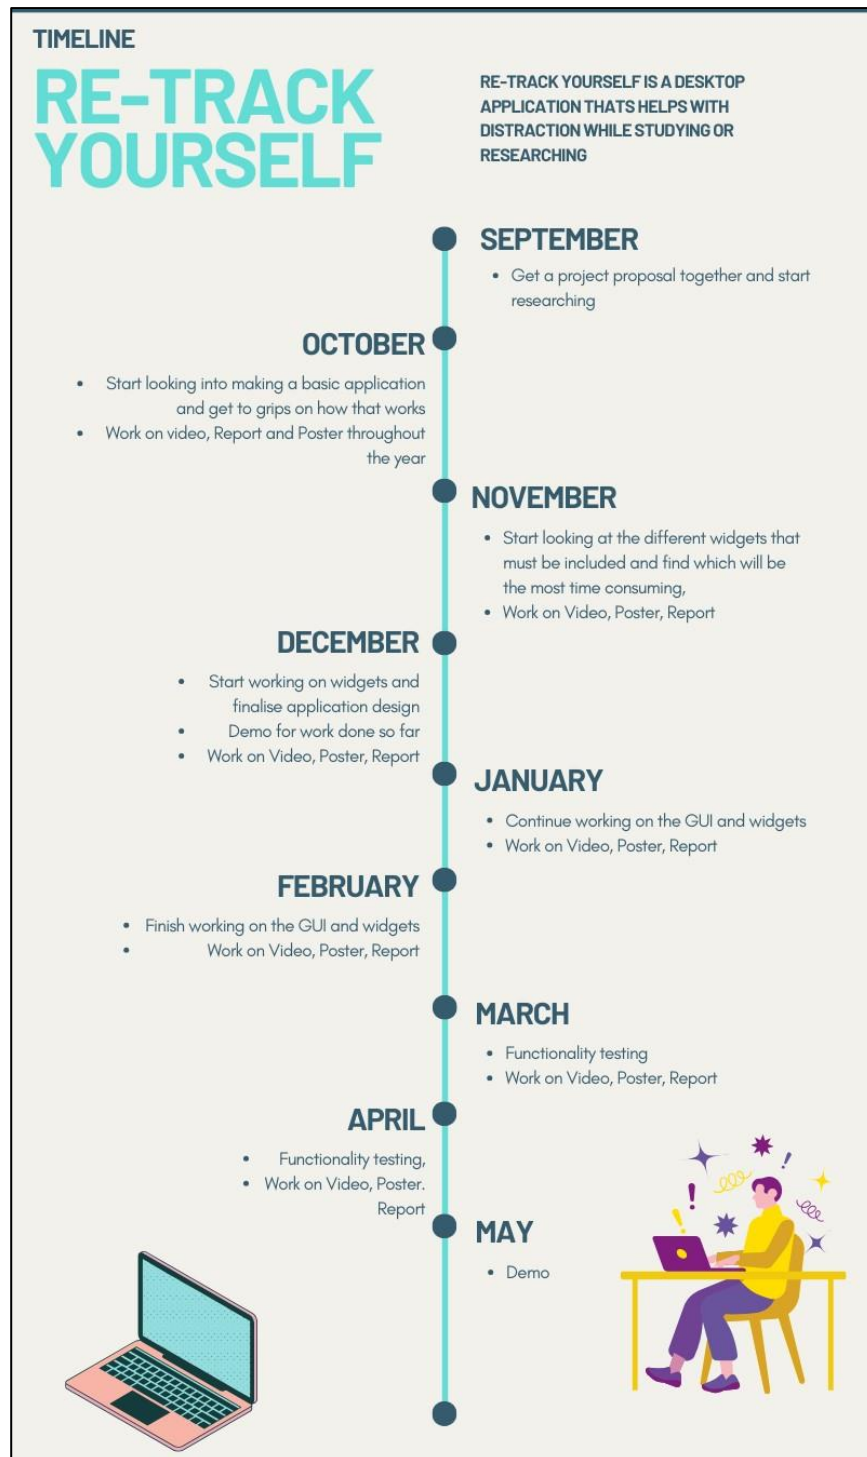 TIMELINE
RE-TRACK
YOURSELF
RE-TRACK YOURSELF IS A DESKTOP
APPLICATION THATS HELPS WITH
DISTRACTION WHILE STUDYING OR
RESEARCHING
SEPTEMBER
• Get a project proposal together and start
researching
OCTOBER
• Start looking into making a basic application
and get to grips on how that works
• Work on video, Report and Poster throughout
the year
NOVEMBER
• Start looking at the different widgets that
must be included and find which will be
the most time consuming,
• Work on Video, Poster, Report
DECEMBER
• Start working on widgets and
finalise application design
• Demo for work done so far
• Work on Video, Poster, Report
JANUARY
• Continue working on the GUI and widgets
• Work on Video, Poster, Report
FEBRUARY
• Finish working on the GUI and widgets
• Work on Video, Poster, Report
MARCH
• Functionality testing
• Work on Video, Poster, Report
APRIL
• Functionality testing,
• Work on Video, Poster.
Report
MAY
• Demo